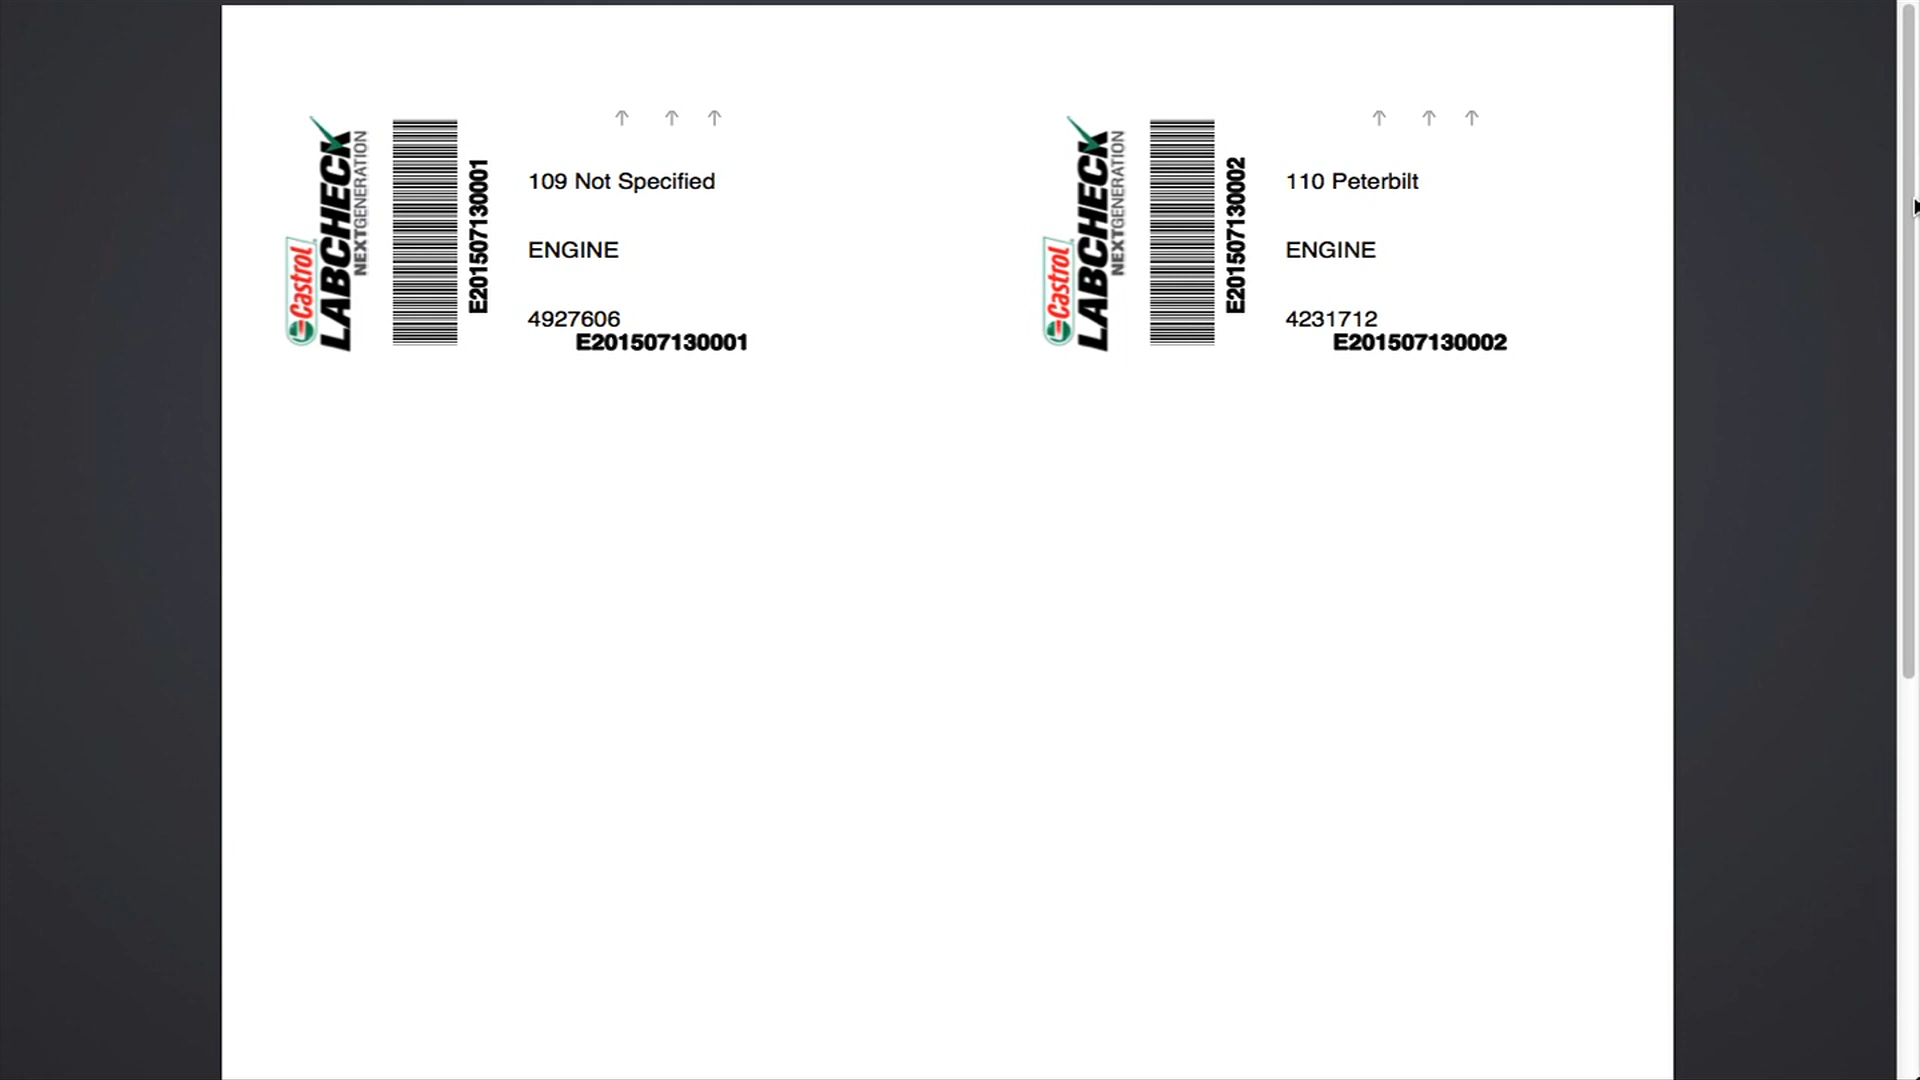 Castrol
LABCHECK
NEXTGENERATION
E201507130001
↑ ↑ ↑
109 Not Specified
ENGINE
4927606
E201507130001
Castrol
LABCHECK
NEXTGENERATION
E201507130002
↑ ↑ ↑
110 Peterbilt
ENGINE
4231712
E201507130002